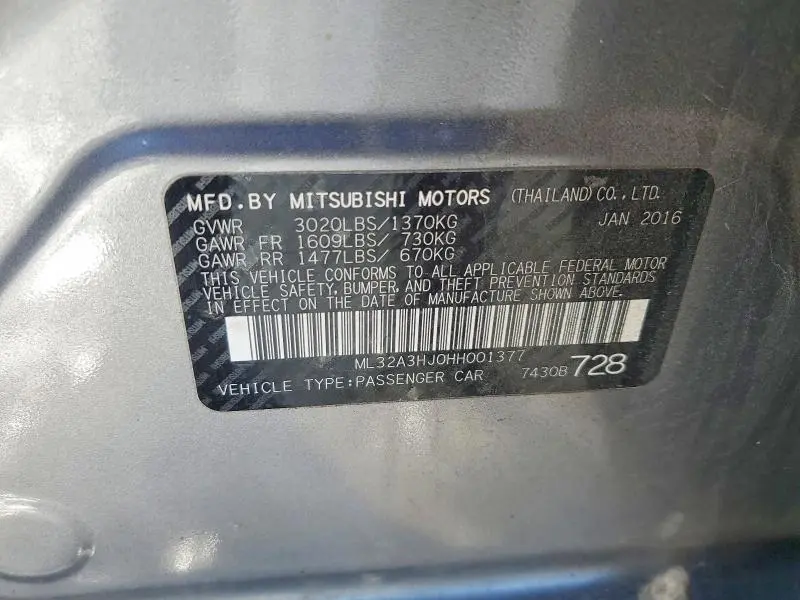 MFD.BY MITSUBISHI MOTORS (THAILAND) CO., LTD.
GVWR 3020LBS/1370KG JAN 2016
GAWR FR 1609LBS/ 730KG
GAWR RR 1477LBS/ 670KG
THIS VEHICLE CONFORMS TO ALL APPLICABLE FEDERAL MOTOR
VEHICLE SAFETY, BUMPER, AND THEFT PREVENTION STANDARDS
IN EFFECT ON THE DATE OF MANUFACTURE SHOWN ABOVE.
ML32A3HJ0HH001377
VEHICLE TYPE:PASSENGER CAR 7430B 728